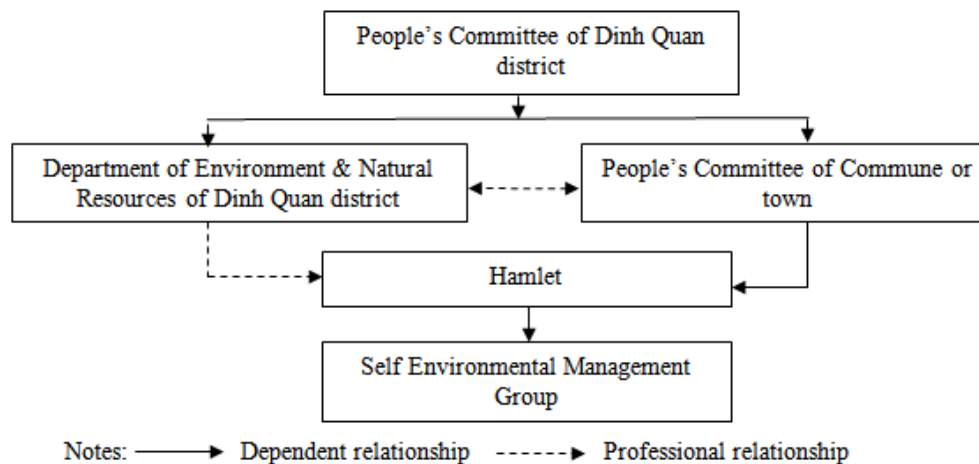 People's Committee of Dinh Quan
district
Department of Environment & Natural
Resources of Dinh Quan district
People's Committee of Commune or
town
Hamlet
Self Environmental Management
Group
Notes: Dependent relationship Professional relationship